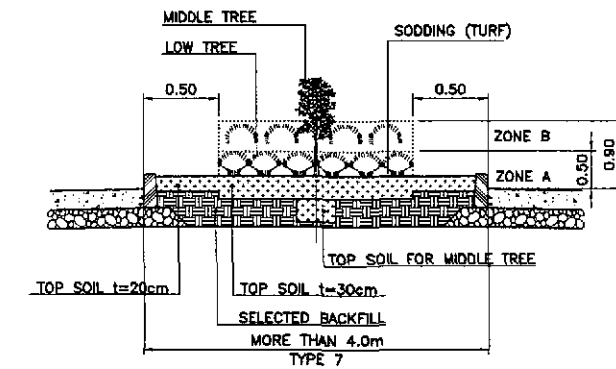 MIDDLE TREE
SODDING (TURF)
LOW TREE
0.50
0.50
ZONE B
0.50
0.90
ZONE A
TOP SOIL FOR MIDDLE TREE
TOP SOIL t=20cm
TOP SOIL t=30cm
SELECTED BACKFILL
MORE THAN 4.0m
TYPE 7